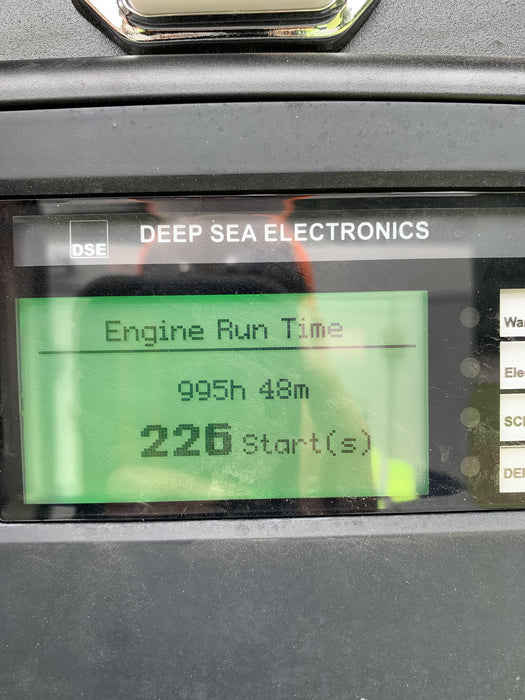 DSE DEEP SEA ELECTRONICS
Engine Run Time
995h 48m
226 Start(s)